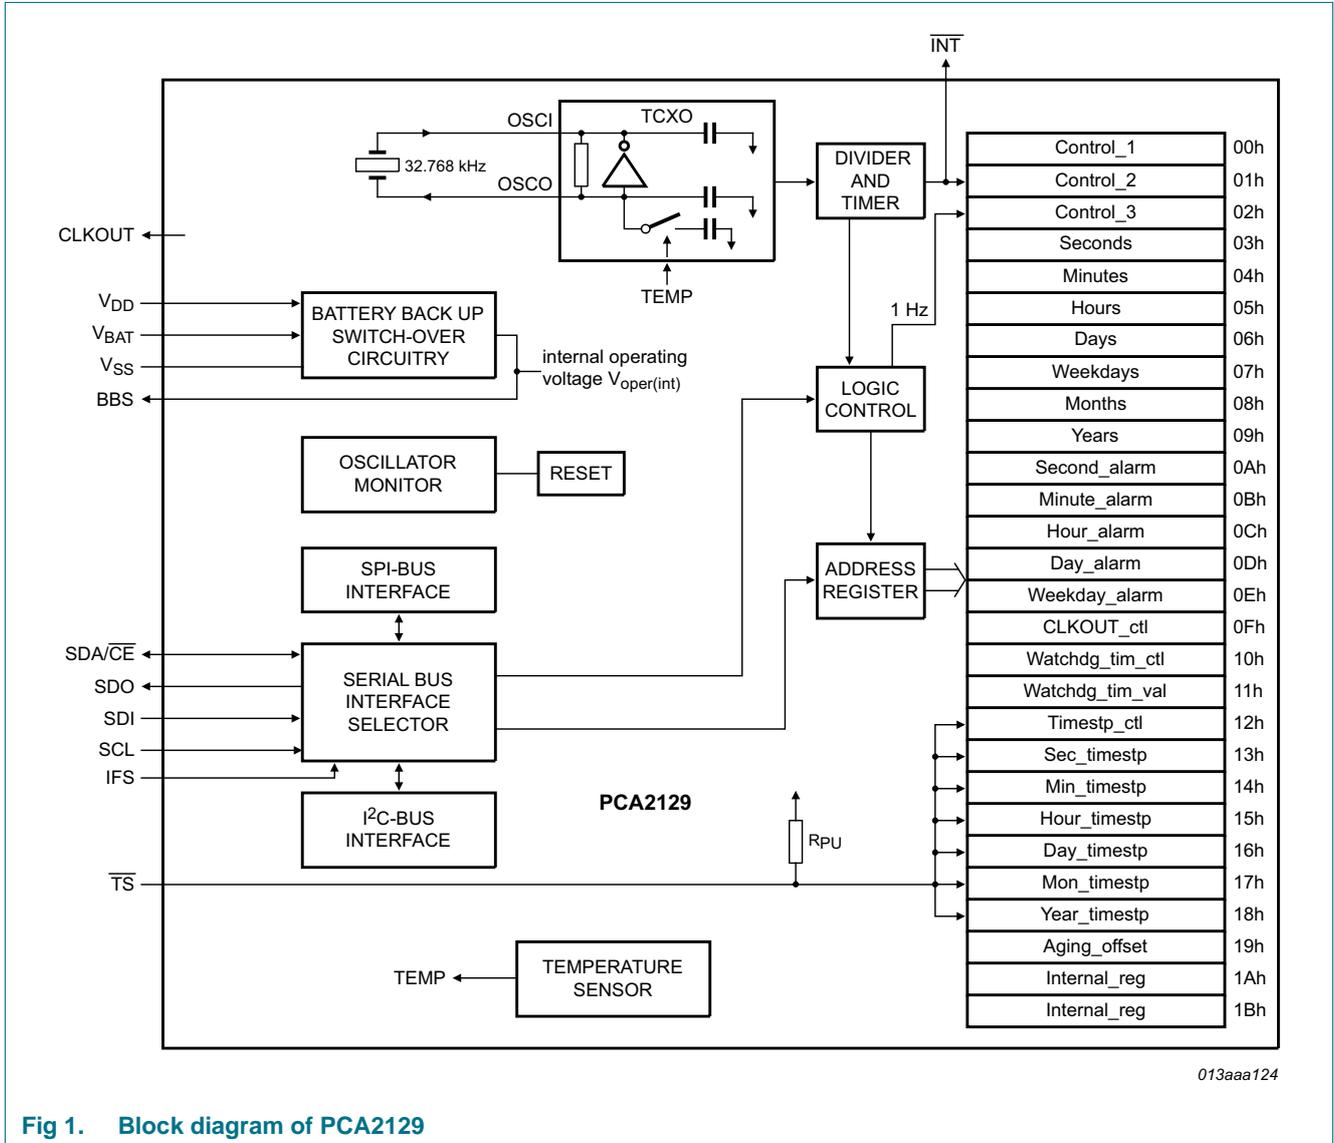 INT
OSCI
TCXO
32.768 kHz
OSCO
TEMP
CLKOUT
VDD
VBAT
VSS
BBS
BATTERY BACK UP
SWITCH-OVER
CIRCUITRY
internal operating
voltage Voper(int)
OSCILLATOR
MONITOR
RESET
SPI-BUS
INTERFACE
SDA/CE
SDO
SDI
SCL
IFS
SERIAL BUS
INTERFACE
SELECTOR
I2C-BUS
INTERFACE
PCA2129
RPU
TS
TEMP
TEMPERATURE
SENSOR
DIVIDER
AND
TIMER
1 Hz
LOGIC
CONTROL
ADDRESS
REGISTER
Control_1 00h
Control_2 01h
Control_3 02h
Seconds 03h
Minutes 04h
Hours 05h
Days 06h
Weekdays 07h
Months 08h
Years 09h
Second_alarm 0Ah
Minute_alarm 0Bh
Hour_alarm 0Ch
Day_alarm 0Dh
Weekday_alarm 0Eh
CLKOUT_ctl 0Fh
Watchdg_tim_ctl 10h
Watchdg_tim_val 11h
Timestp_ctl 12h
Sec_timestp 13h
Min_timestp 14h
Hour_timestp 15h
Day_timestp 16h
Mon_timestp 17h
Year_timestp 18h
Aging_offset 19h
Internal_reg 1Ah
Internal_reg 1Bh
013aaa124
Fig 1. Block diagram of PCA2129